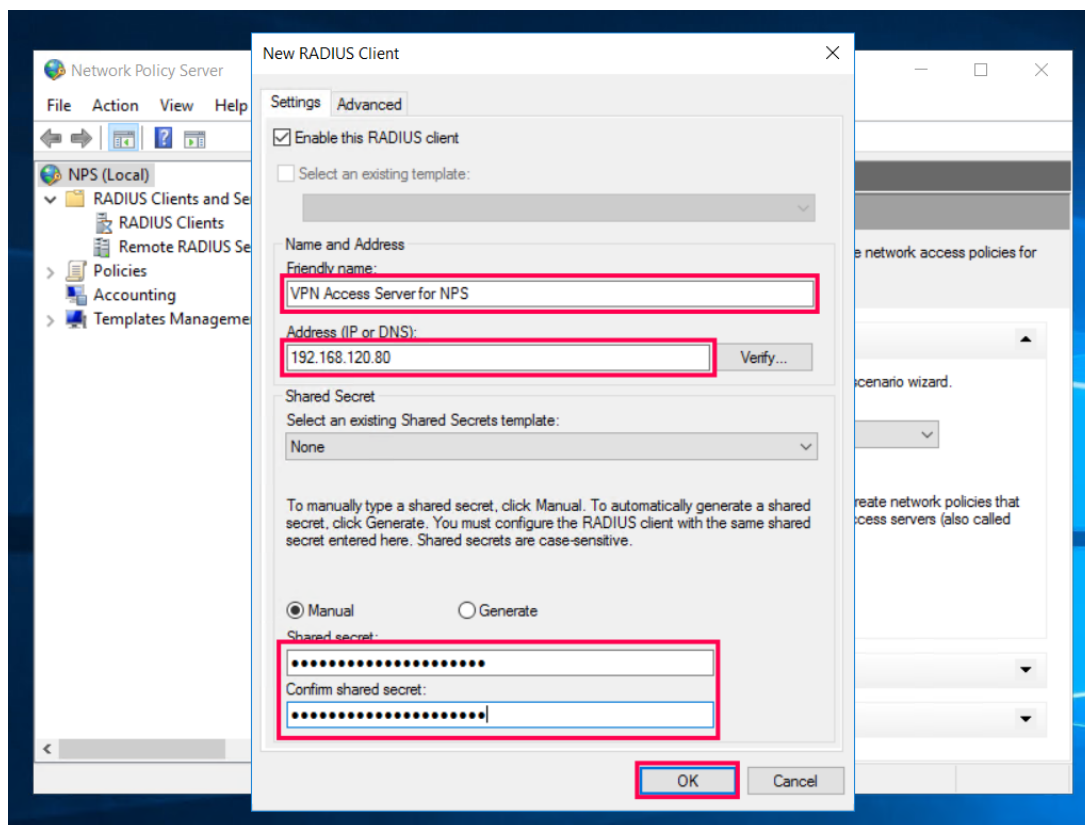 Network Policy Server
File Action View Help
NPS (Local)
RADIUS Clients and Se
RADIUS Clients
Remote RADIUS Se
Policies
Accounting
Templates Manageme
New RADIUS Client
Settings Advanced
Enable this RADIUS client
Select an existing template:
Name and Address
Friendly name:
VPN Access Server for NPS
Address (IP or DNS):
192.168.120.80
Verify...
Shared Secret
Select an existing Shared Secrets template:
None
To manually type a shared secret, click Manual. To automatically generate a shared
secret, click Generate. You must configure the RADIUS client with the same shared
secret entered here. Shared secrets are case-sensitive.
Manual Generate
Shared secret:
●●●●●●●●●●●●●●●●●●●●●
Confirm shared secret:
●●●●●●●●●●●●●●●●●●●●●
OK Cancel
e network access policies for
scenario wizard.
reate network policies that
ccess servers (also called